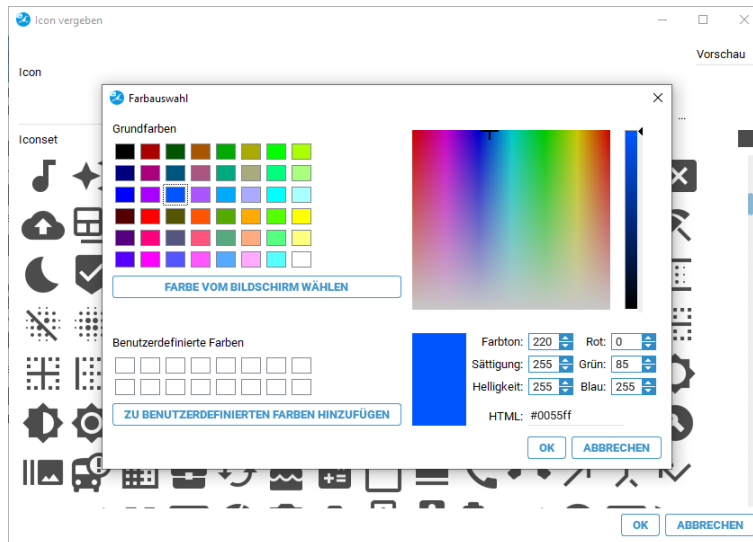 Icon vergeben
Vorschau
Icon
...
Iconset
Farbauswahl
Grundfarben
FARBE VOM BILDSCHIRM WÄHLEN
Benutzerdefinierte Farben
ZU BENUTZERDEFINIERTEN FARBEN HINZUFÜGEN
Farbton: 220 Rot: 0
Sättigung: 255 Grün: 85
Helligkeit: 255 Blau: 255
HTML: #0055ff
OK ABBRECHEN
OK ABBRECHEN